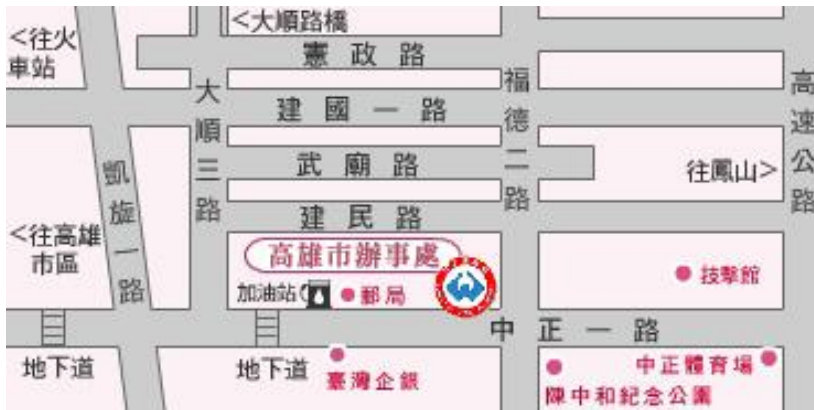 <大順路橋
<往火
車站
憲政路
大順三路
福德二路
高速公路
建國一路
武廟路
往鳳山>
凱旋一路
建民路
<往高雄
市區
高雄市辦事處
技擊館
加油站
郵局
中正一路
地下道
地下道
臺灣企銀
中正體育場
陳中和紀念公園